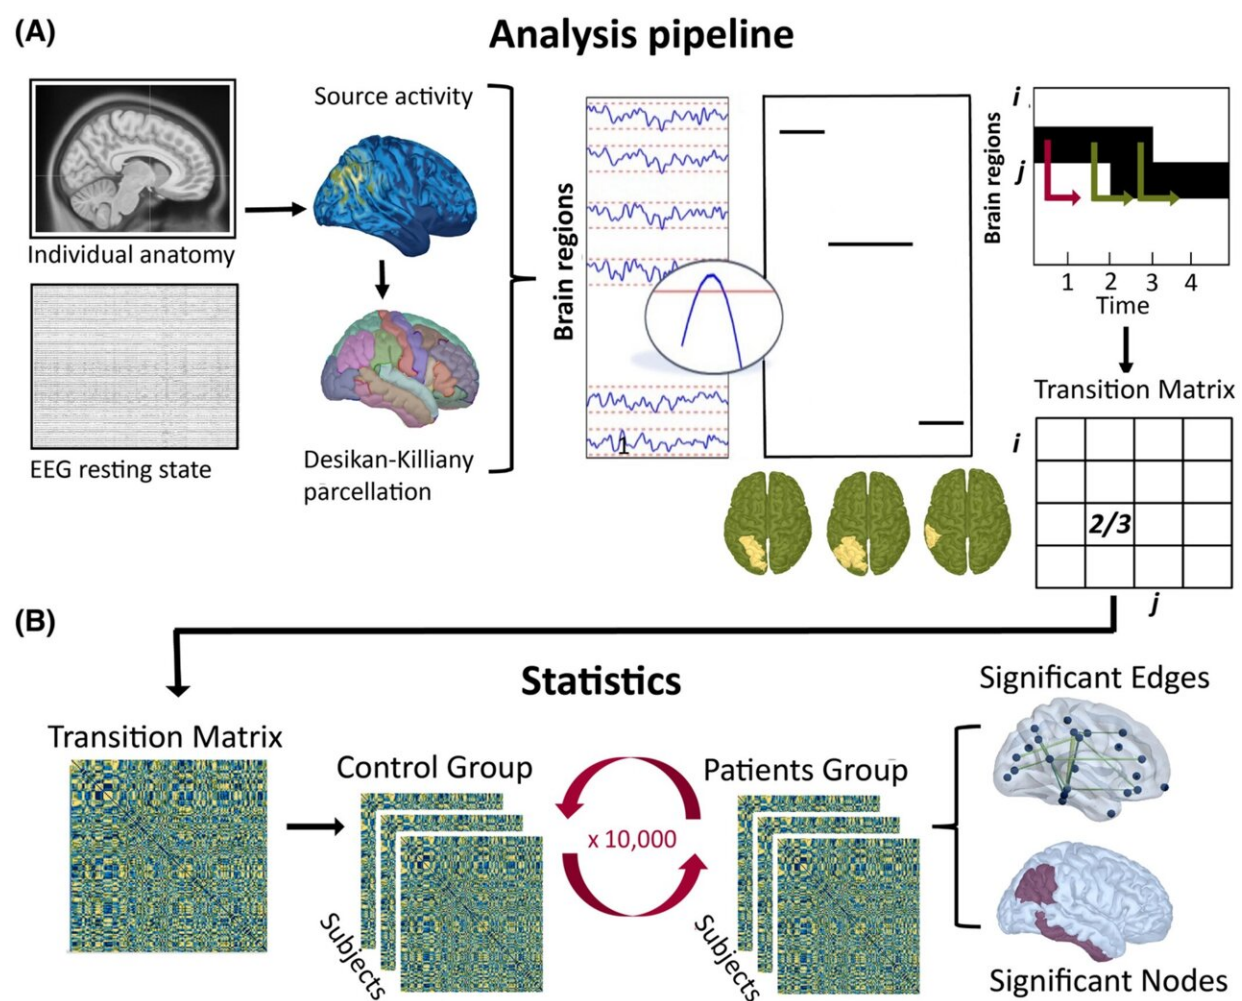 (A)
Analysis pipeline
Individual anatomy
EEG resting state
Source activity
Desikan-Killiany
parcellation
Brain regions
1
i
j
Brain regions
1 2 3 4
Time
Transition Matrix
i
2/3
j
(B)
Statistics
Transition Matrix
Control Group
Subjects
x 10,000
Patients Group
Subjects
Significant Edges
Significant Nodes